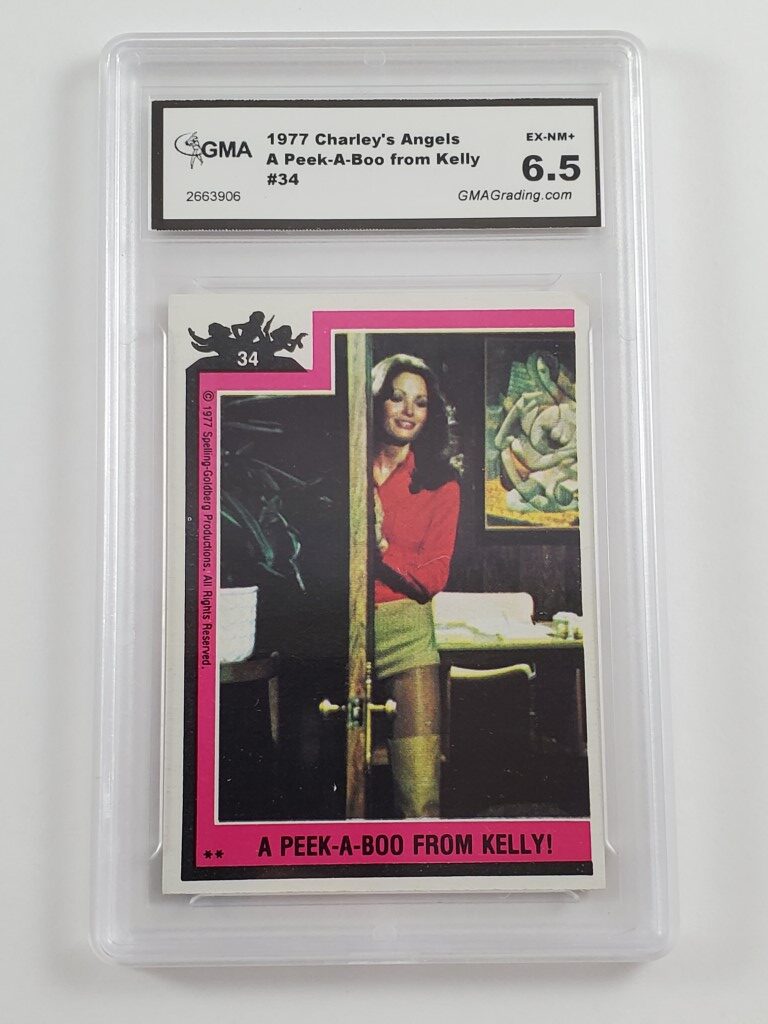 GMA
1977 Charley's Angels
A Peek-A-Boo from Kelly
#34
EX-NM+
6.5
2663906
GMAGrading.com
34
© 1977 Spelling-Goldberg Productions. All Rights Reserved.
** A PEEK-A-BOO FROM KELLY!